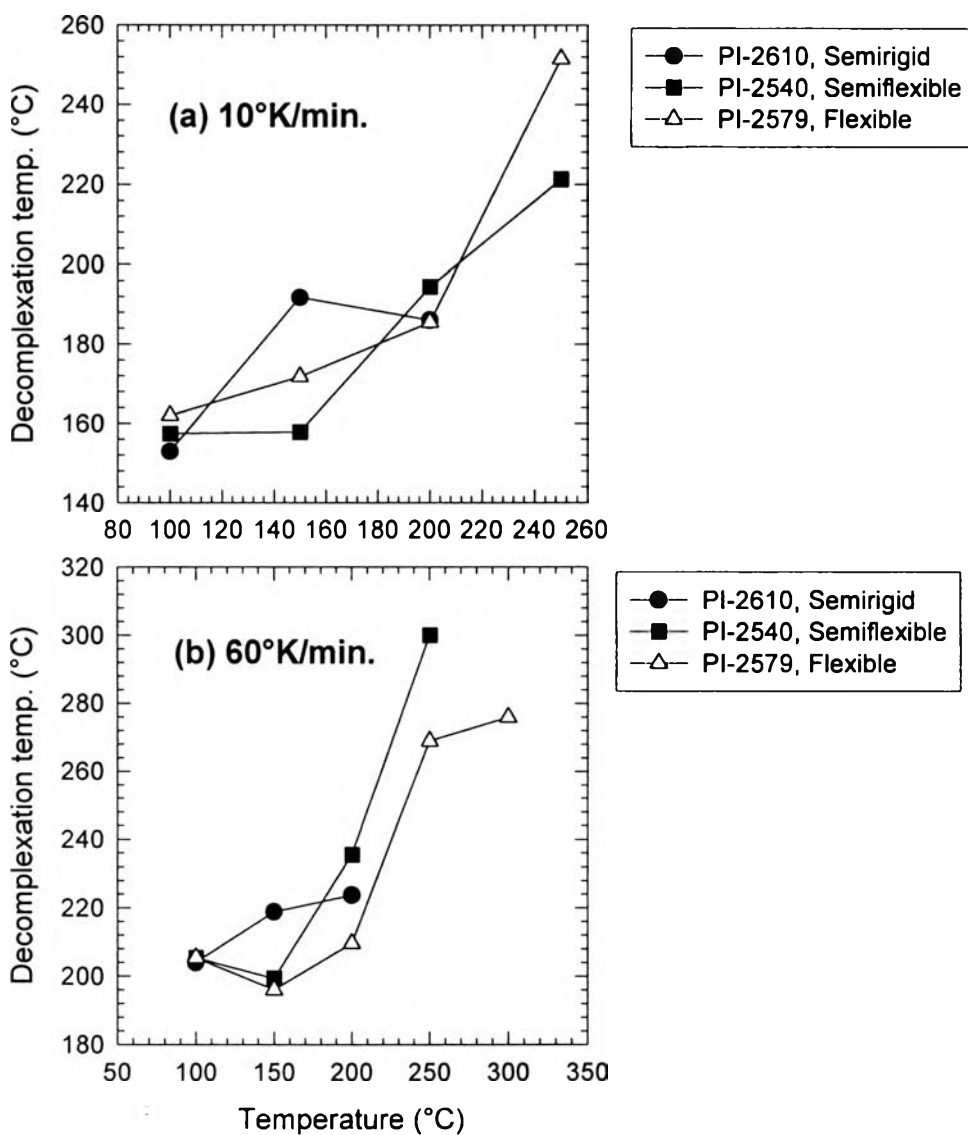 260
240
220
200
180
160
140
Decomplexation temp. (°C)
(a) 10°K/min.
80 100 120 140 160 180 200 220 240 260
PI-2610, Semirigid
PI-2540, Semiflexible
PI-2579, Flexible
320
300
280
260
240
220
200
180
Decomplexation temp. (°C)
(b) 60°K/min.
50 100 150 200 250 300 350
Temperature (°C)
PI-2610, Semirigid
PI-2540, Semiflexible
PI-2579, Flexible